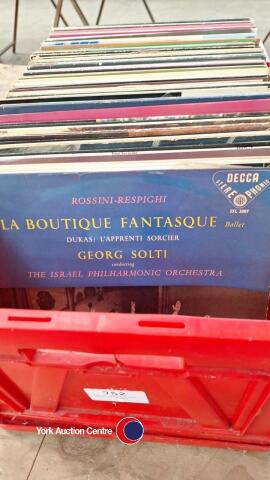 DECCA
STEREOPHONIC
SXL 2007
ROSSINI-RESPIGHI
LA BOUTIQUE FANTASQUE Ballet
DUKAS: L'APPRENTI SORCIER
GEORG SOLTI
conducting
THE ISRAEL PHILHARMONIC ORCHESTRA
752
York Auction Centre